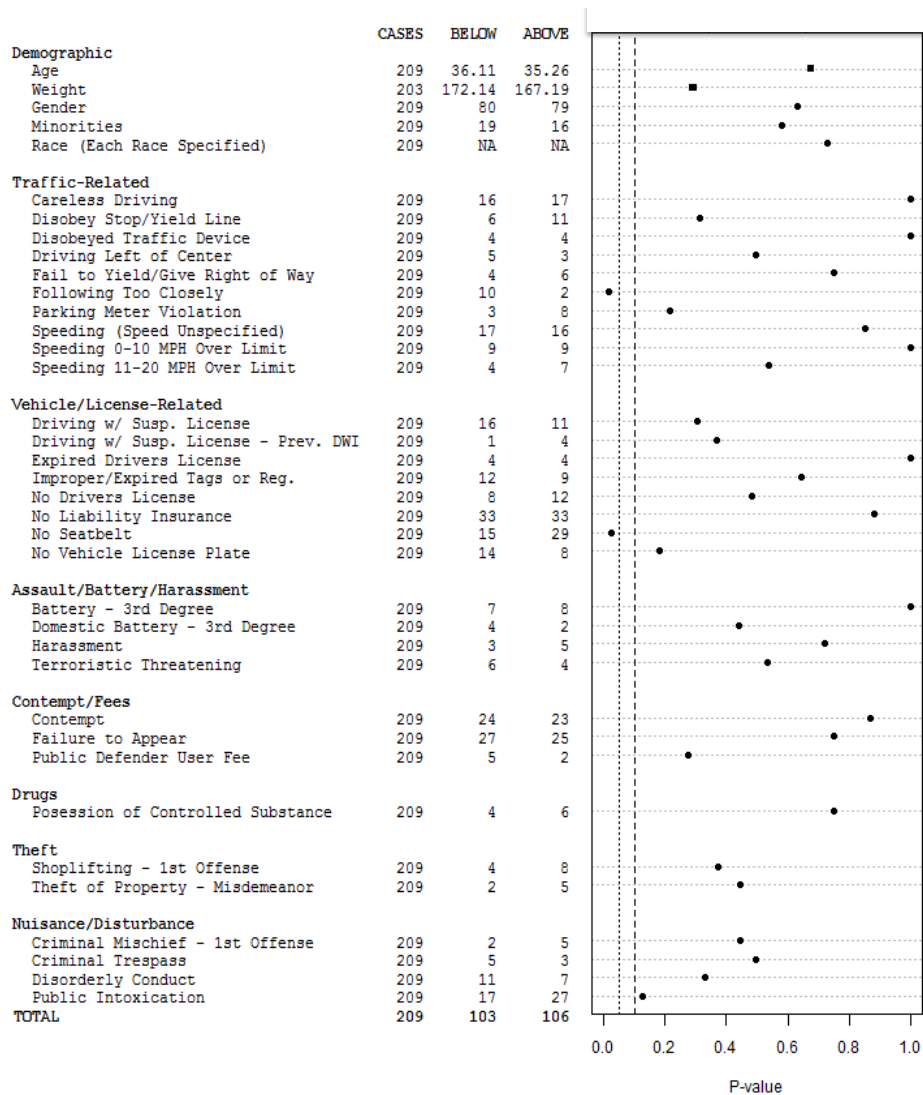 CASES BELOW ABOVE
Demographic
Age 209 36.11 35.26
Weight 203 172.14 167.19
Gender 209 80 79
Minorities 209 19 16
Race (Each Race Specified) 209 NA NA
Traffic-Related
Careless Driving 209 16 17
Disobey Stop/Yield Line 209 6 11
Disobeyed Traffic Device 209 4 4
Driving Left of Center 209 5 3
Fail to Yield/Give Right of Way 209 4 6
Following Too Closely 209 10 2
Parking Meter Violation 209 3 8
Speeding (Speed Unspecified) 209 17 16
Speeding 0-10 MPH Over Limit 209 9 9
Speeding 11-20 MPH Over Limit 209 4 7
Vehicle/License-Related
Driving w/ Susp. License 209 16 11
Driving w/ Susp. License - Prev. DWI 209 1 4
Expired Drivers License 209 4 4
Improper/Expired Tags or Reg. 209 12 9
No Drivers License 209 8 12
No Liability Insurance 209 33 33
No Seatbelt 209 15 29
No Vehicle License Plate 209 14 8
Assault/Battery/Harassment
Battery - 3rd Degree 209 7 8
Domestic Battery - 3rd Degree 209 4 2
Harassment 209 3 5
Terroristic Threatening 209 6 4
Contempt/Fees
Contempt 209 24 23
Failure to Appear 209 27 25
Public Defender User Fee 209 5 2
Drugs
Posession of Controlled Substance 209 4 6
Theft
Shoplifting - 1st Offense 209 4 8
Theft of Property - Misdemeanor 209 2 5
Nuisance/Disturbance
Criminal Mischief - 1st Offense 209 2 5
Criminal Trespass 209 5 3
Disorderly Conduct 209 11 7
Public Intoxication 209 17 27
TOTAL 209 103 106
0.0 0.2 0.4 0.6 0.8 1.0
P-value